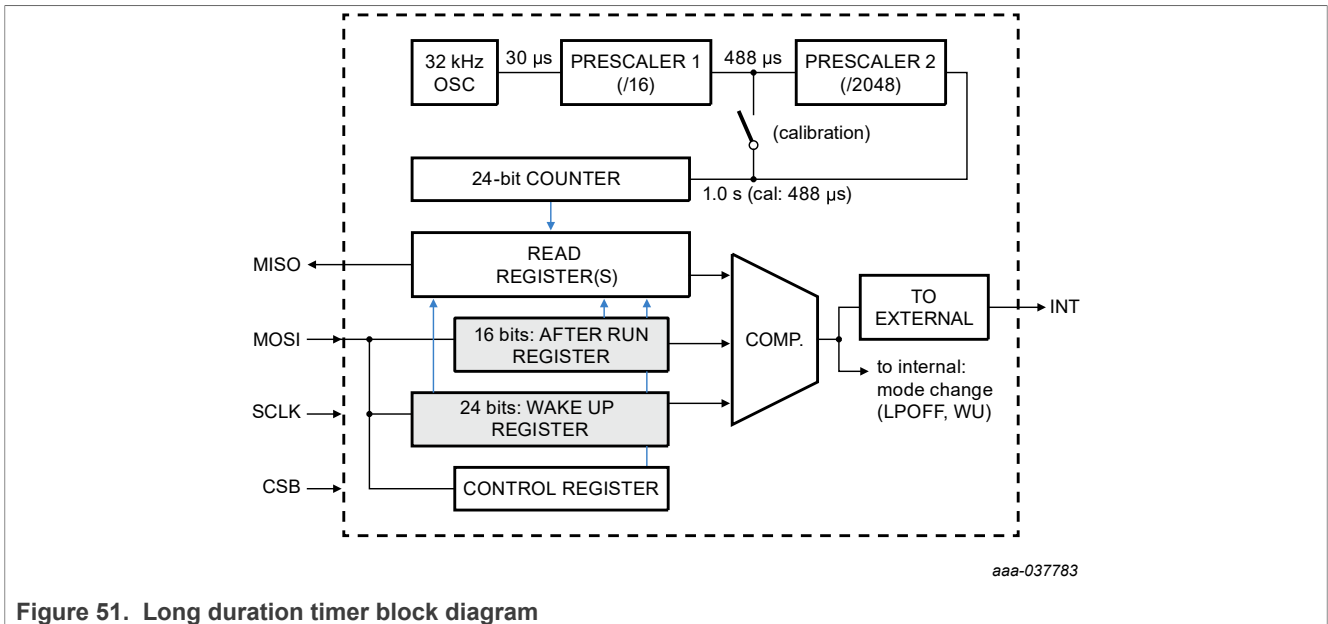 32 kHz
OSC
30 µs
PRESCALER 1
(/16)
488 µs
PRESCALER 2
(/2048)
(calibration)
24-bit COUNTER
1.0 s (cal: 488 µs)
READ
REGISTER(S)
MISO
MOSI
16 bits: AFTER RUN
REGISTER
COMP.
TO
EXTERNAL
INT
to internal:
mode change
(LPOFF, WU)
SCLK
24 bits: WAKE UP
REGISTER
CSB
CONTROL REGISTER
aaa-037783
Figure 51. Long duration timer block diagram